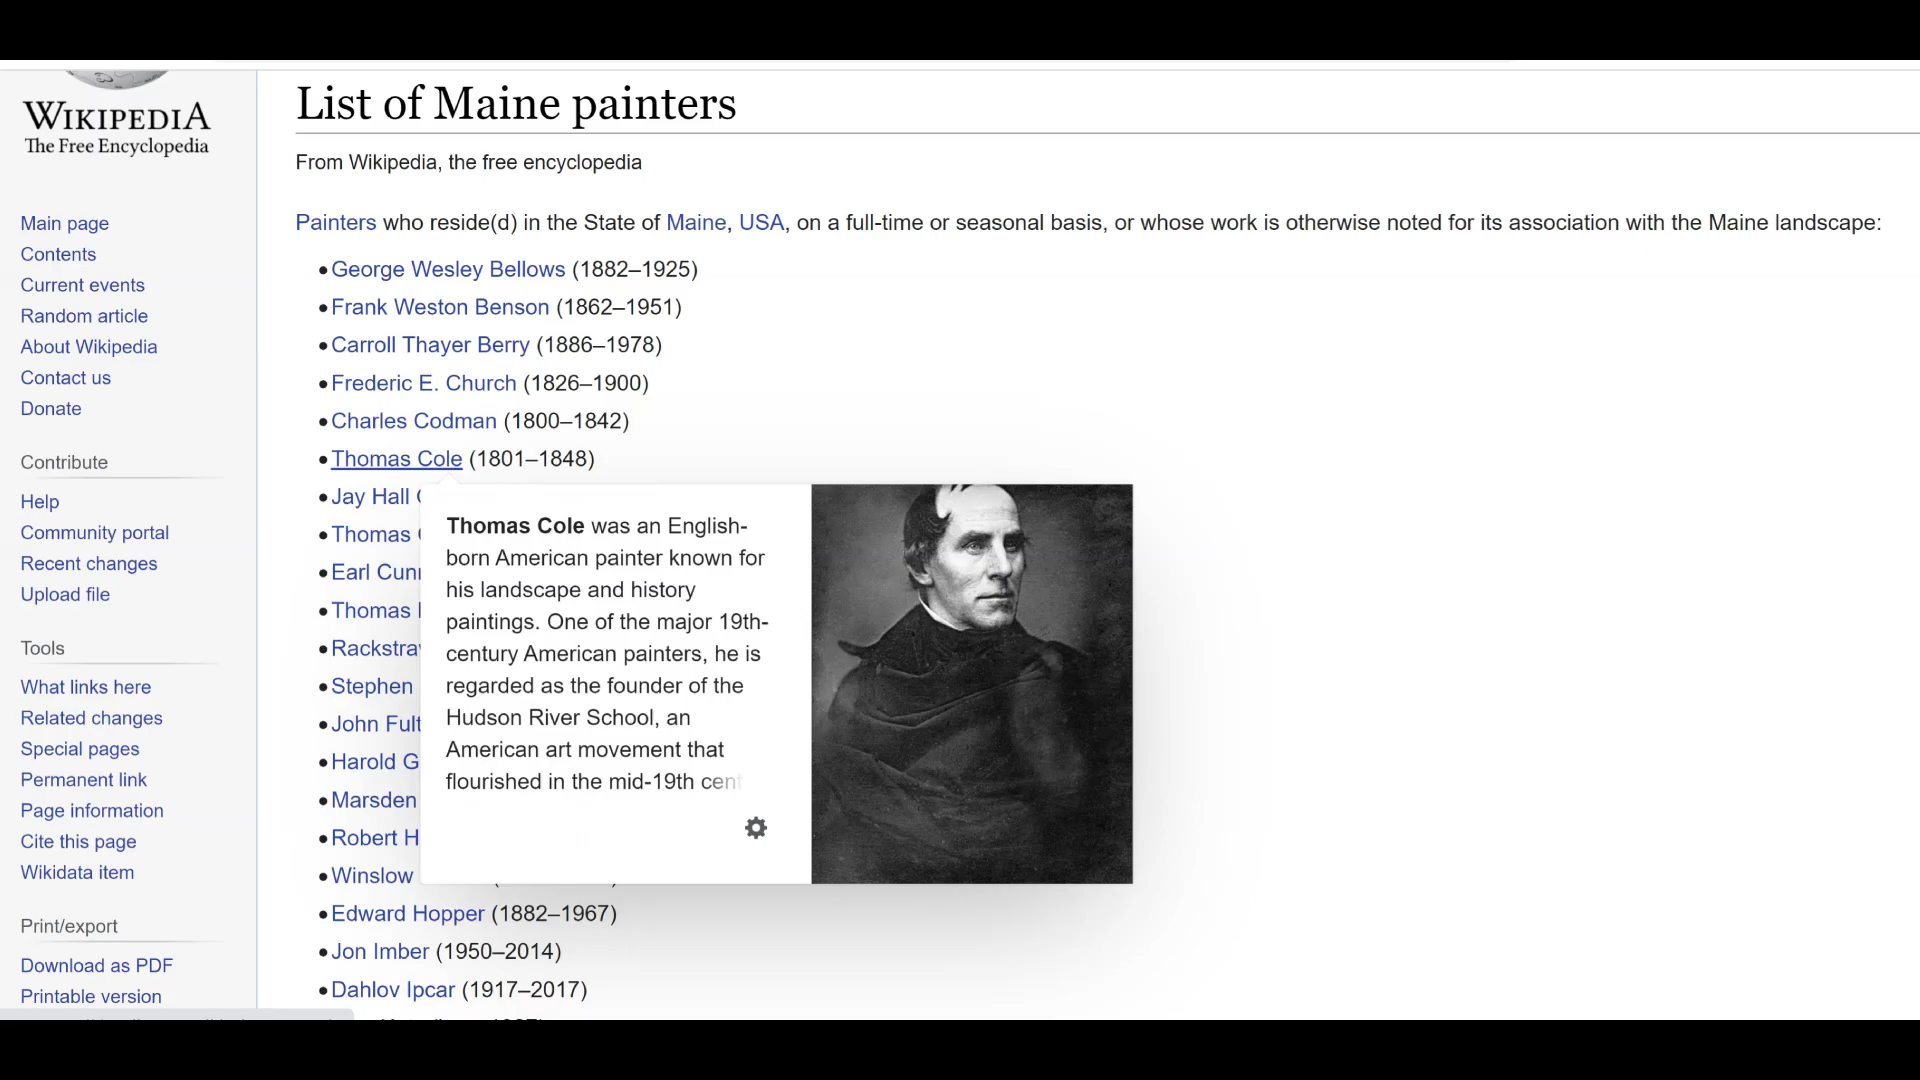 WIKIPEDIA
The Free Encyclopedia
Main page
Contents
Current events
Random article
About Wikipedia
Contact us
Donate
Contribute
Help
Community portal
Recent changes
Upload file
Tools
What links here
Related changes
Special pages
Permanent link
Page information
Cite this page
Wikidata item
Print/export
Download as PDF
Printable version
List of Maine painters
From Wikipedia, the free encyclopedia
Painters who reside(d) in the State of Maine, USA, on a full-time or seasonal basis, or whose work is otherwise noted for its association with the Maine landscape:
George Wesley Bellows (1882–1925)
Frank Weston Benson (1862–1951)
Carroll Thayer Berry (1886–1978)
Frederic E. Church (1826–1900)
Charles Codman (1800–1842)
Thomas Cole (1801–1848)
Jay Hall
Thomas
Earl
Thomas
Stephen
John
Harold
Marsden
Robert
Winslow
Edward Hopper (1882–1967)
Jon Imber (1950–2014)
Dahlov Ipcar (1917–2017)
Thomas Cole was an English-
born American painter known for
his landscape and history
paintings. One of the major 19th-
century American painters, he is
regarded as the founder of the
Hudson River School, an
American art movement that
flourished in the mid-19th cent